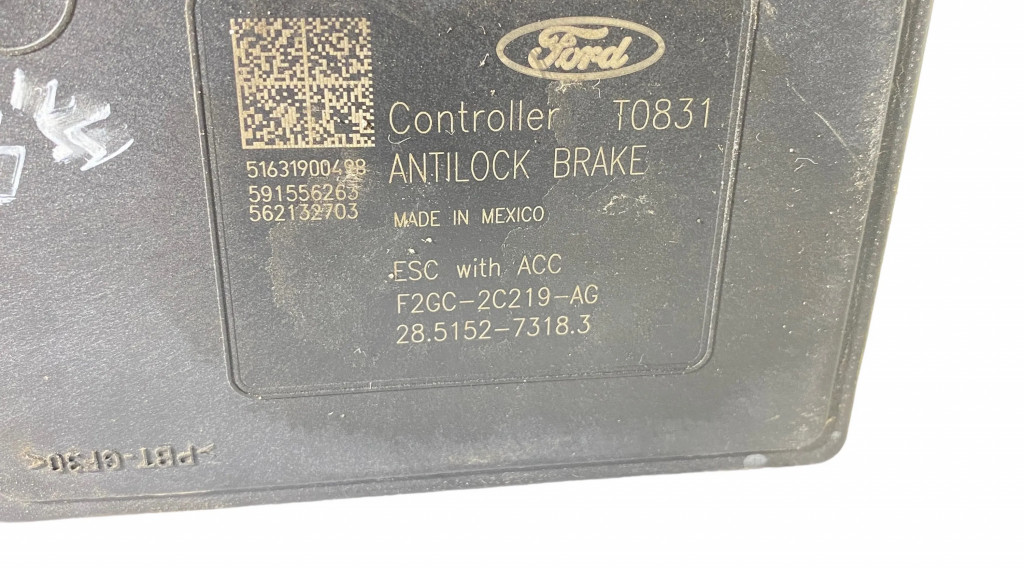 Ford
Controller T0831
ANTILOCK BRAKE
51631900498
591556263
562132703
MADE IN MEXICO
ESC with ACC
F2GC-2C219-AG
28.5152-7318.3
>PBT-GF30<